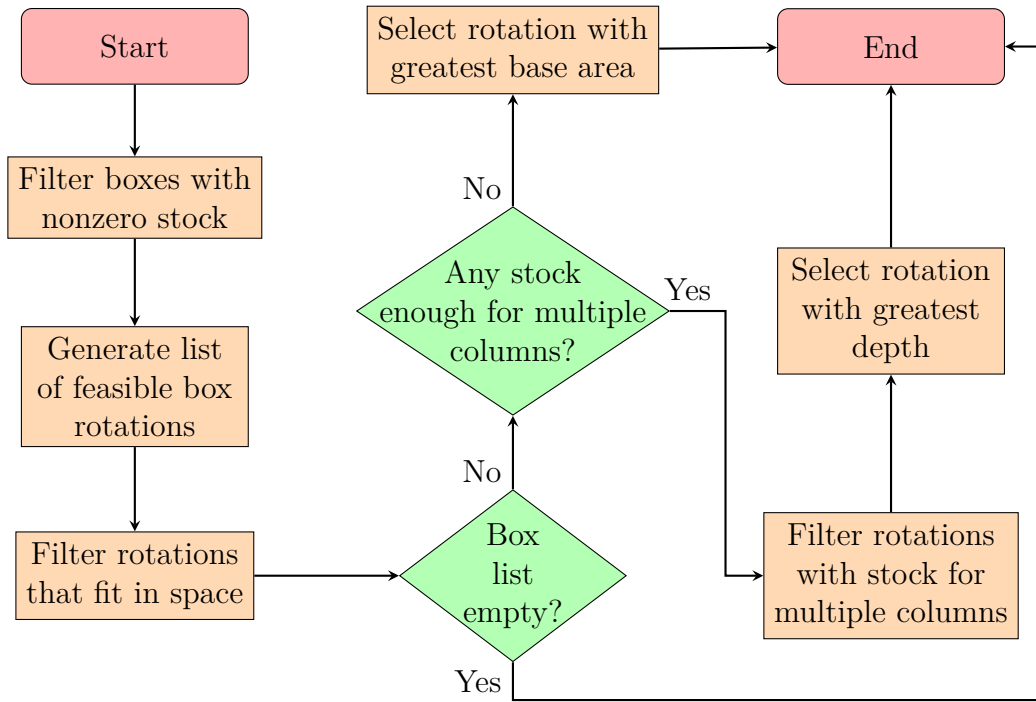 Start
Filter boxes with
nonzero stock
Generate list
of feasible box
rotations
Filter rotations
that fit in space
Box
list
empty?
Yes
No
Any stock
enough for multiple
columns?
No
Yes
Select rotation with
greatest base area
Filter rotations
with stock for
multiple columns
Select rotation
with greatest
depth
End